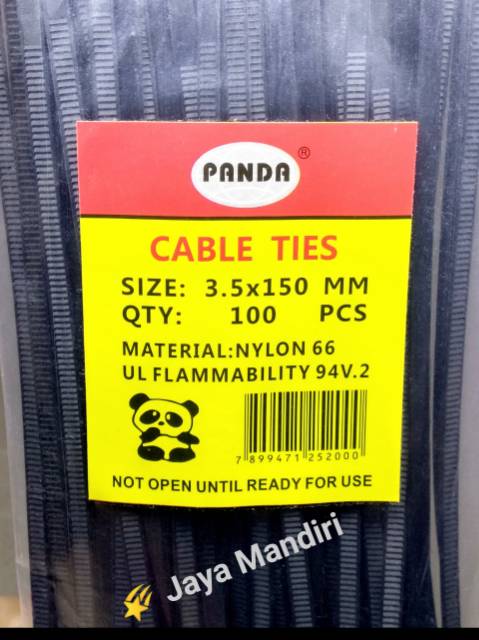 PANDA ®
CABLE TIES
SIZE: 3.5x150 MM
QTY: 100 PCS
MATERIAL:NYLON 66
UL FLAMMABILITY 94V.2
7 899471 252000
NOT OPEN UNTIL READY FOR USE
Jaya Mandiri